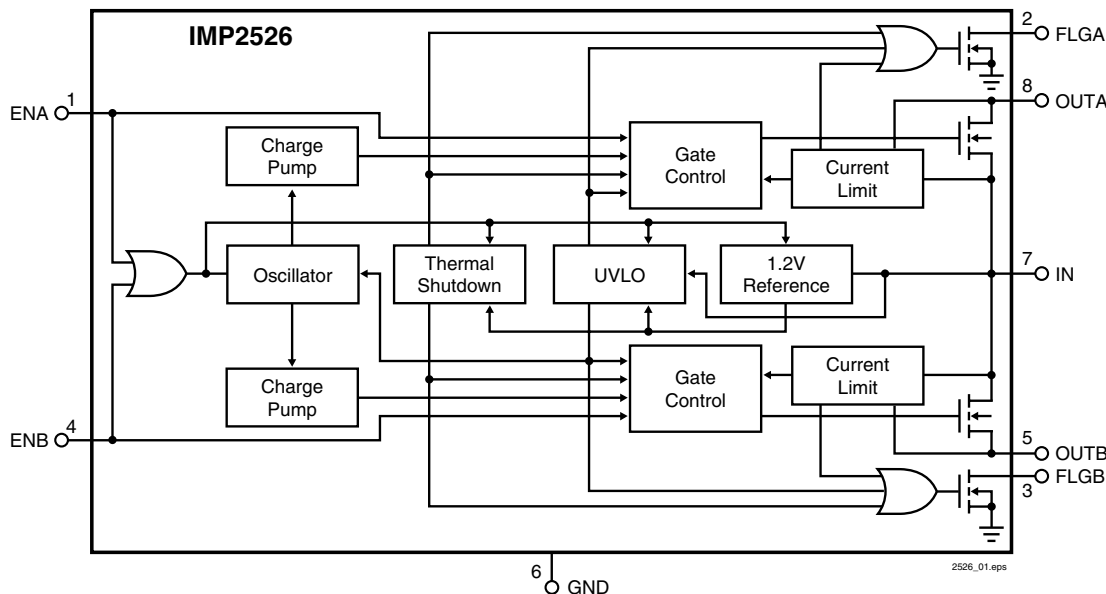 IMP2526
2
FLGA
8
OUTA
1
ENA
Charge
Pump
Gate
Control
Current
Limit
7
IN
Oscillator
Thermal
Shutdown
UVLO
1.2V
Reference
Charge
Pump
Gate
Control
Current
Limit
4
ENB
5
OUTB
FLGB
3
2526_01.eps
6
GND